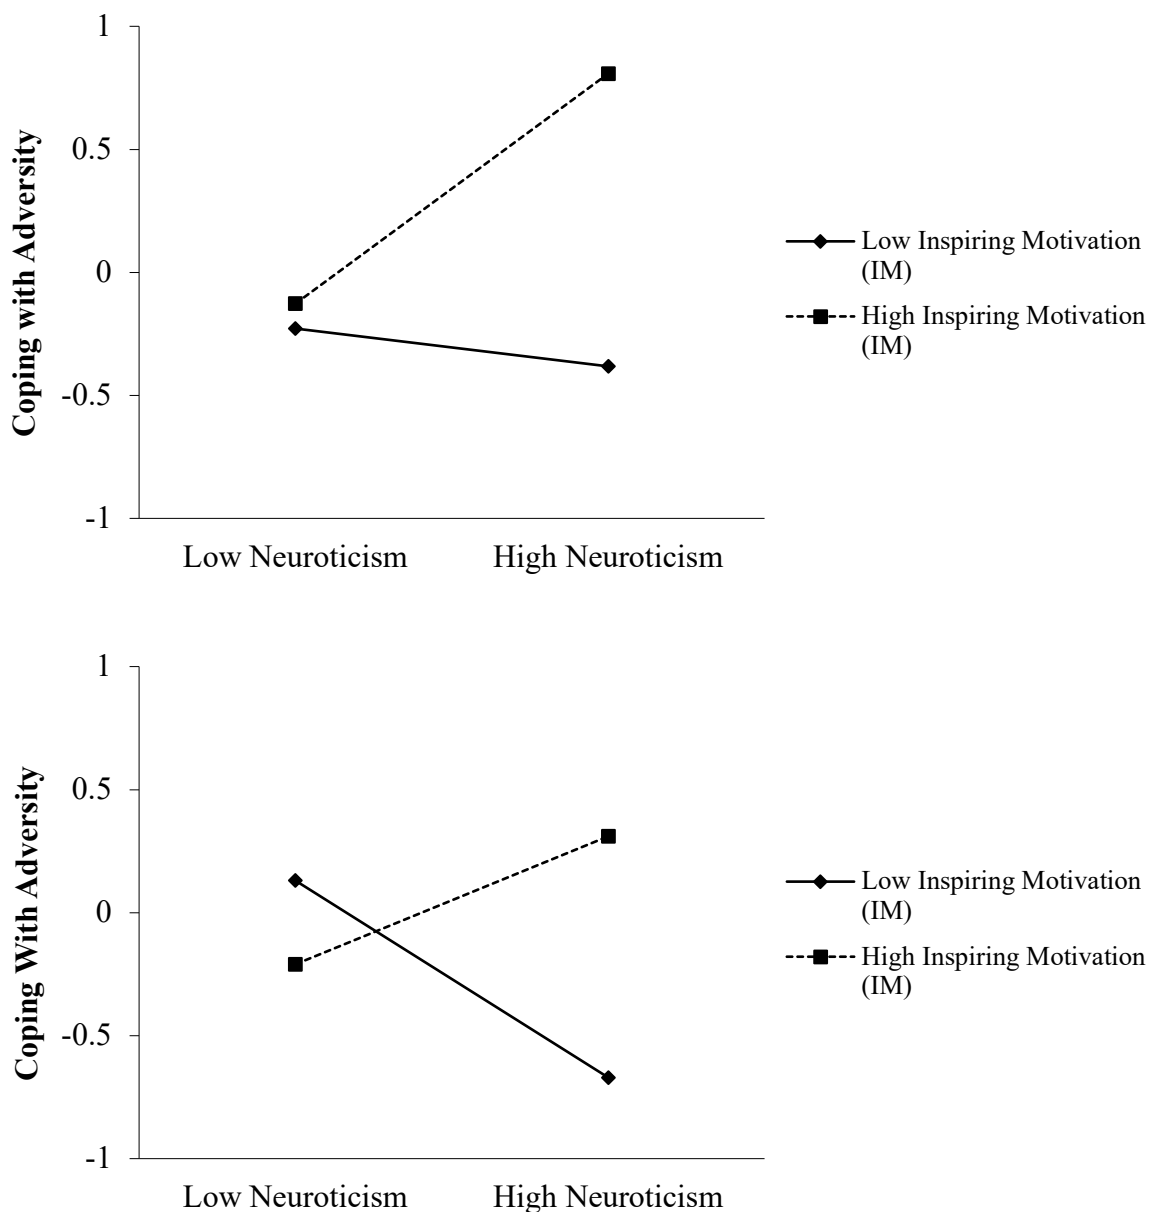 Coping with Adversity
1
0.5
0
-0.5
-1
Low Neuroticism
High Neuroticism
Low Inspiring Motivation
(IM)
High Inspiring Motivation
(IM)
Coping With Adversity
1
0.5
0
-0.5
-1
Low Neuroticism
High Neuroticism
Low Inspiring Motivation
(IM)
High Inspiring Motivation
(IM)